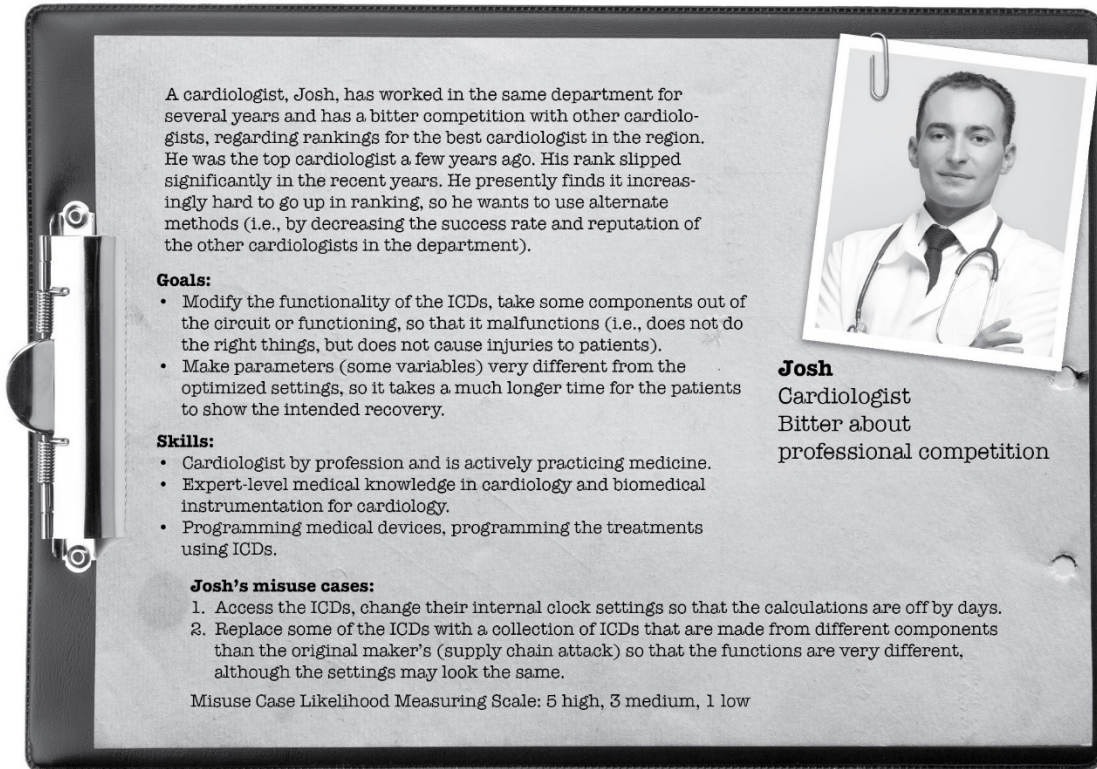 A cardiologist, Josh, has worked in the same department for
several years and has a bitter competition with other cardiolo-
gists, regarding rankings for the best cardiologist in the region.
He was the top cardiologist a few years ago. His rank slipped
significantly in the recent years. He presently finds it increas-
ingly hard to go up in ranking, so he wants to use alternate
methods (i.e., by decreasing the success rate and reputation of
the other cardiologists in the department).
Goals:
• Modify the functionality of the ICDs, take some components out of
the circuit or functioning, so that it malfunctions (i.e., does not do
the right things, but does not cause injuries to patients).
• Make parameters (some variables) very different from the
optimized settings, so it takes a much longer time for the patients
to show the intended recovery.
Skills:
• Cardiologist by profession and is actively practicing medicine.
• Expert-level medical knowledge in cardiology and biomedical
instrumentation for cardiology.
• Programming medical devices, programming the treatments
using ICDs.
Josh's misuse cases:
1. Access the ICDs, change their internal clock settings so that the calculations are off by days.
2. Replace some of the ICDs with a collection of ICDs that are made from different components
than the original maker's (supply chain attack) so that the functions are very different,
although the settings may look the same.
Misuse Case Likelihood Measuring Scale: 5 high, 3 medium, 1 low
Josh
Cardiologist
Bitter about
professional competition